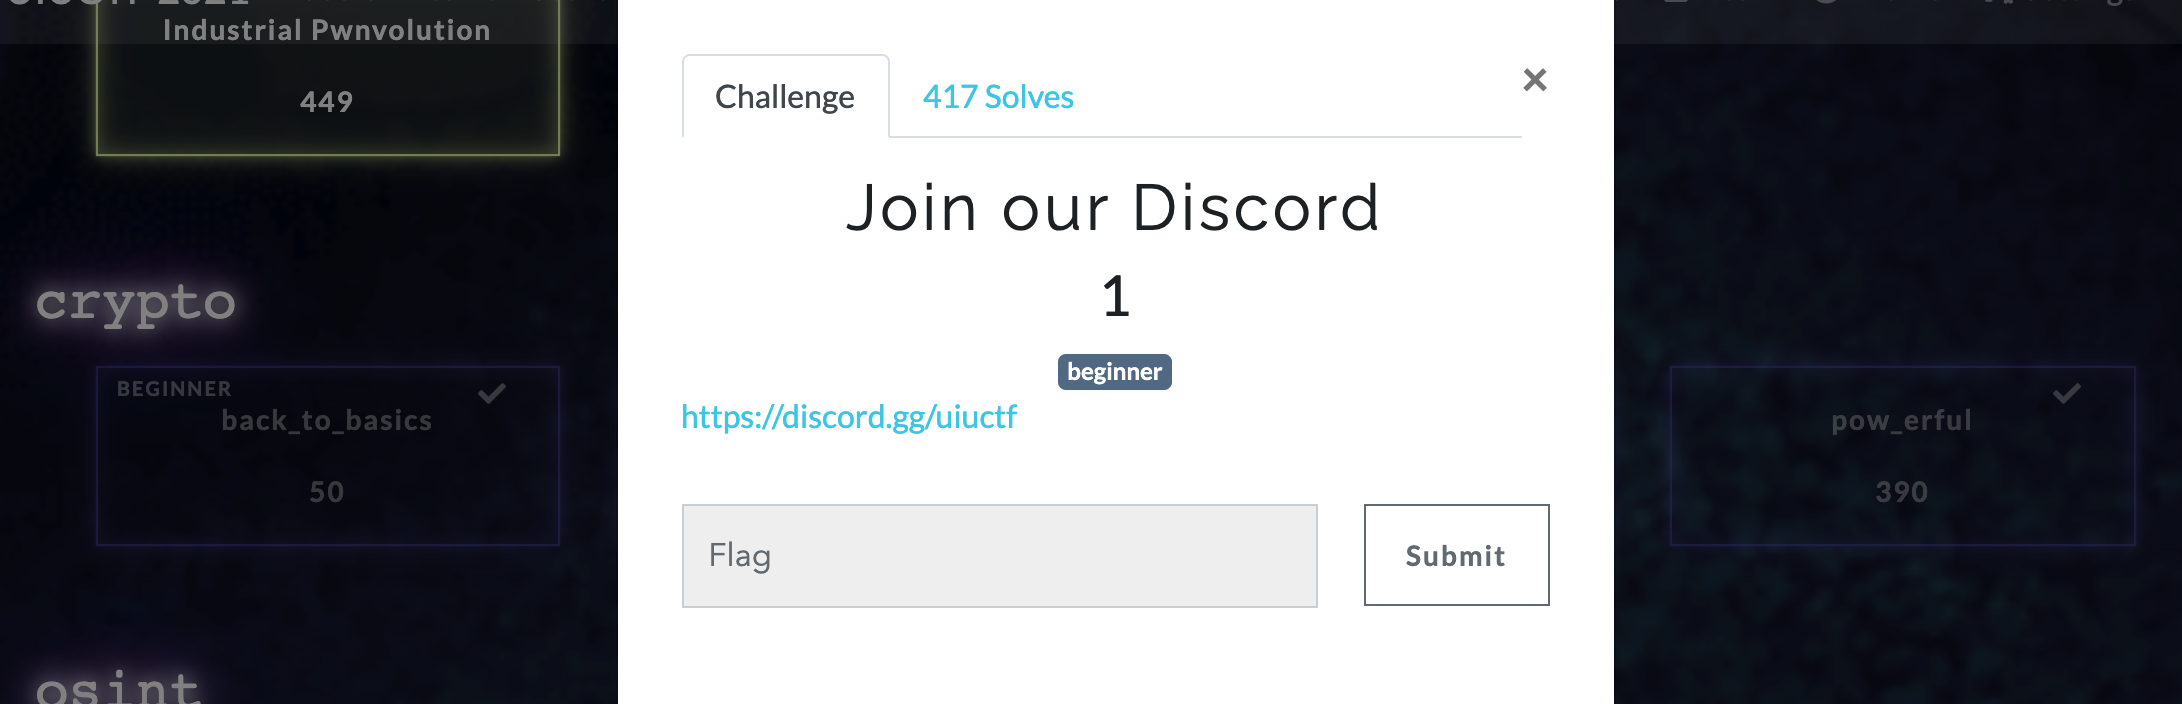 Industrial Pwnvolution
449
Challenge
417 Solves
×
Join our Discord
1
beginner
https://discord.gg/uiuctf
Flag
Submit
crypto
BEGINNER
back_to_basics
50
pow_erful
390
osint